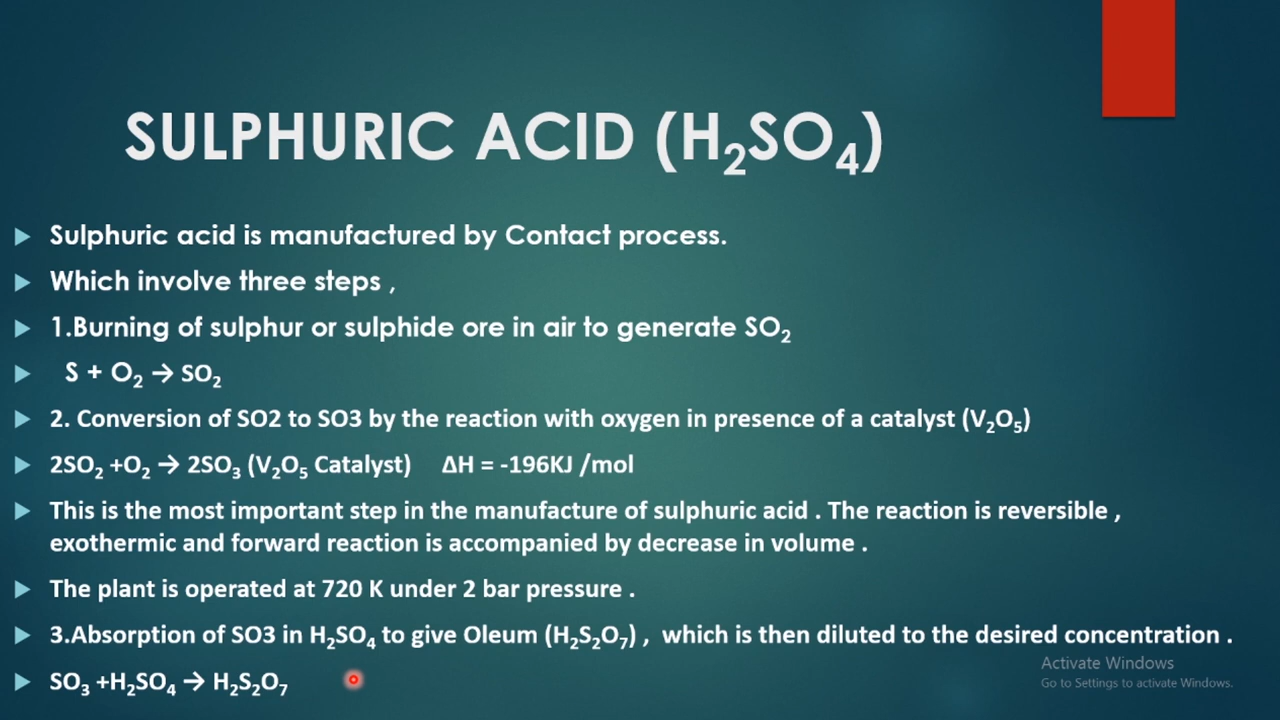 SULPHURIC ACID (H₂SO₄)
Sulphuric acid is manufactured by Contact process.
Which involve three steps ,
1.Burning of sulphur or sulphide ore in air to generate SO₂
S + O₂ → SO₂
2. Conversion of SO2 to SO3 by the reaction with oxygen in presence of a catalyst (V₂O₅)
2SO₂ +O₂ → 2SO₃ (V₂O₅ Catalyst) ΔH = -196KJ /mol
This is the most important step in the manufacture of sulphuric acid . The reaction is reversible ,
exothermic and forward reaction is accompanied by decrease in volume .
The plant is operated at 720 K under 2 bar pressure .
3.Absorption of SO3 in H₂SO₄ to give Oleum (H₂S₂O₇) , which is then diluted to the desired concentration .
Activate Windows
Go to Settings to activate Windows.
SO₃ +H₂SO₄ → H₂S₂O₇